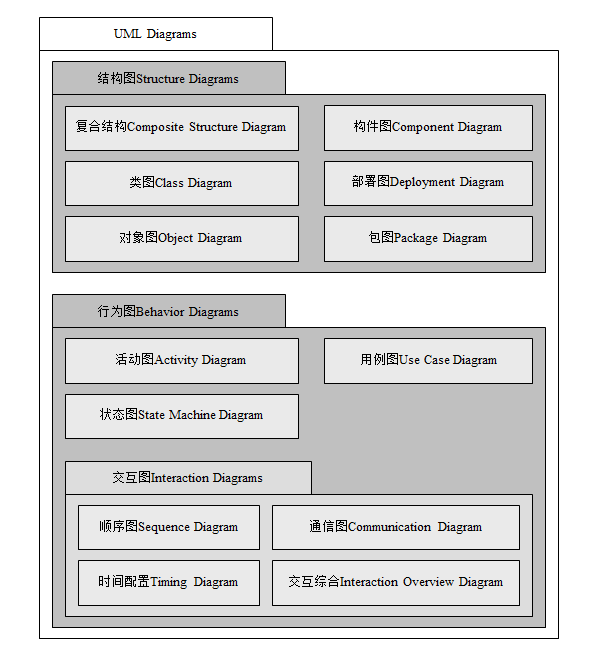 UML Diagrams
结构图Structure Diagrams
复合结构Composite Structure Diagram
构件图Component Diagram
类图Class Diagram
部署图Deployment Diagram
对象图Object Diagram
包图Package Diagram
行为图Behavior Diagrams
活动图Activity Diagram
用例图Use Case Diagram
状态图State Machine Diagram
交互图Interaction Diagrams
顺序图Sequence Diagram
通信图Communication Diagram
时间配置Timing Diagram
交互综合Interaction Overview Diagram